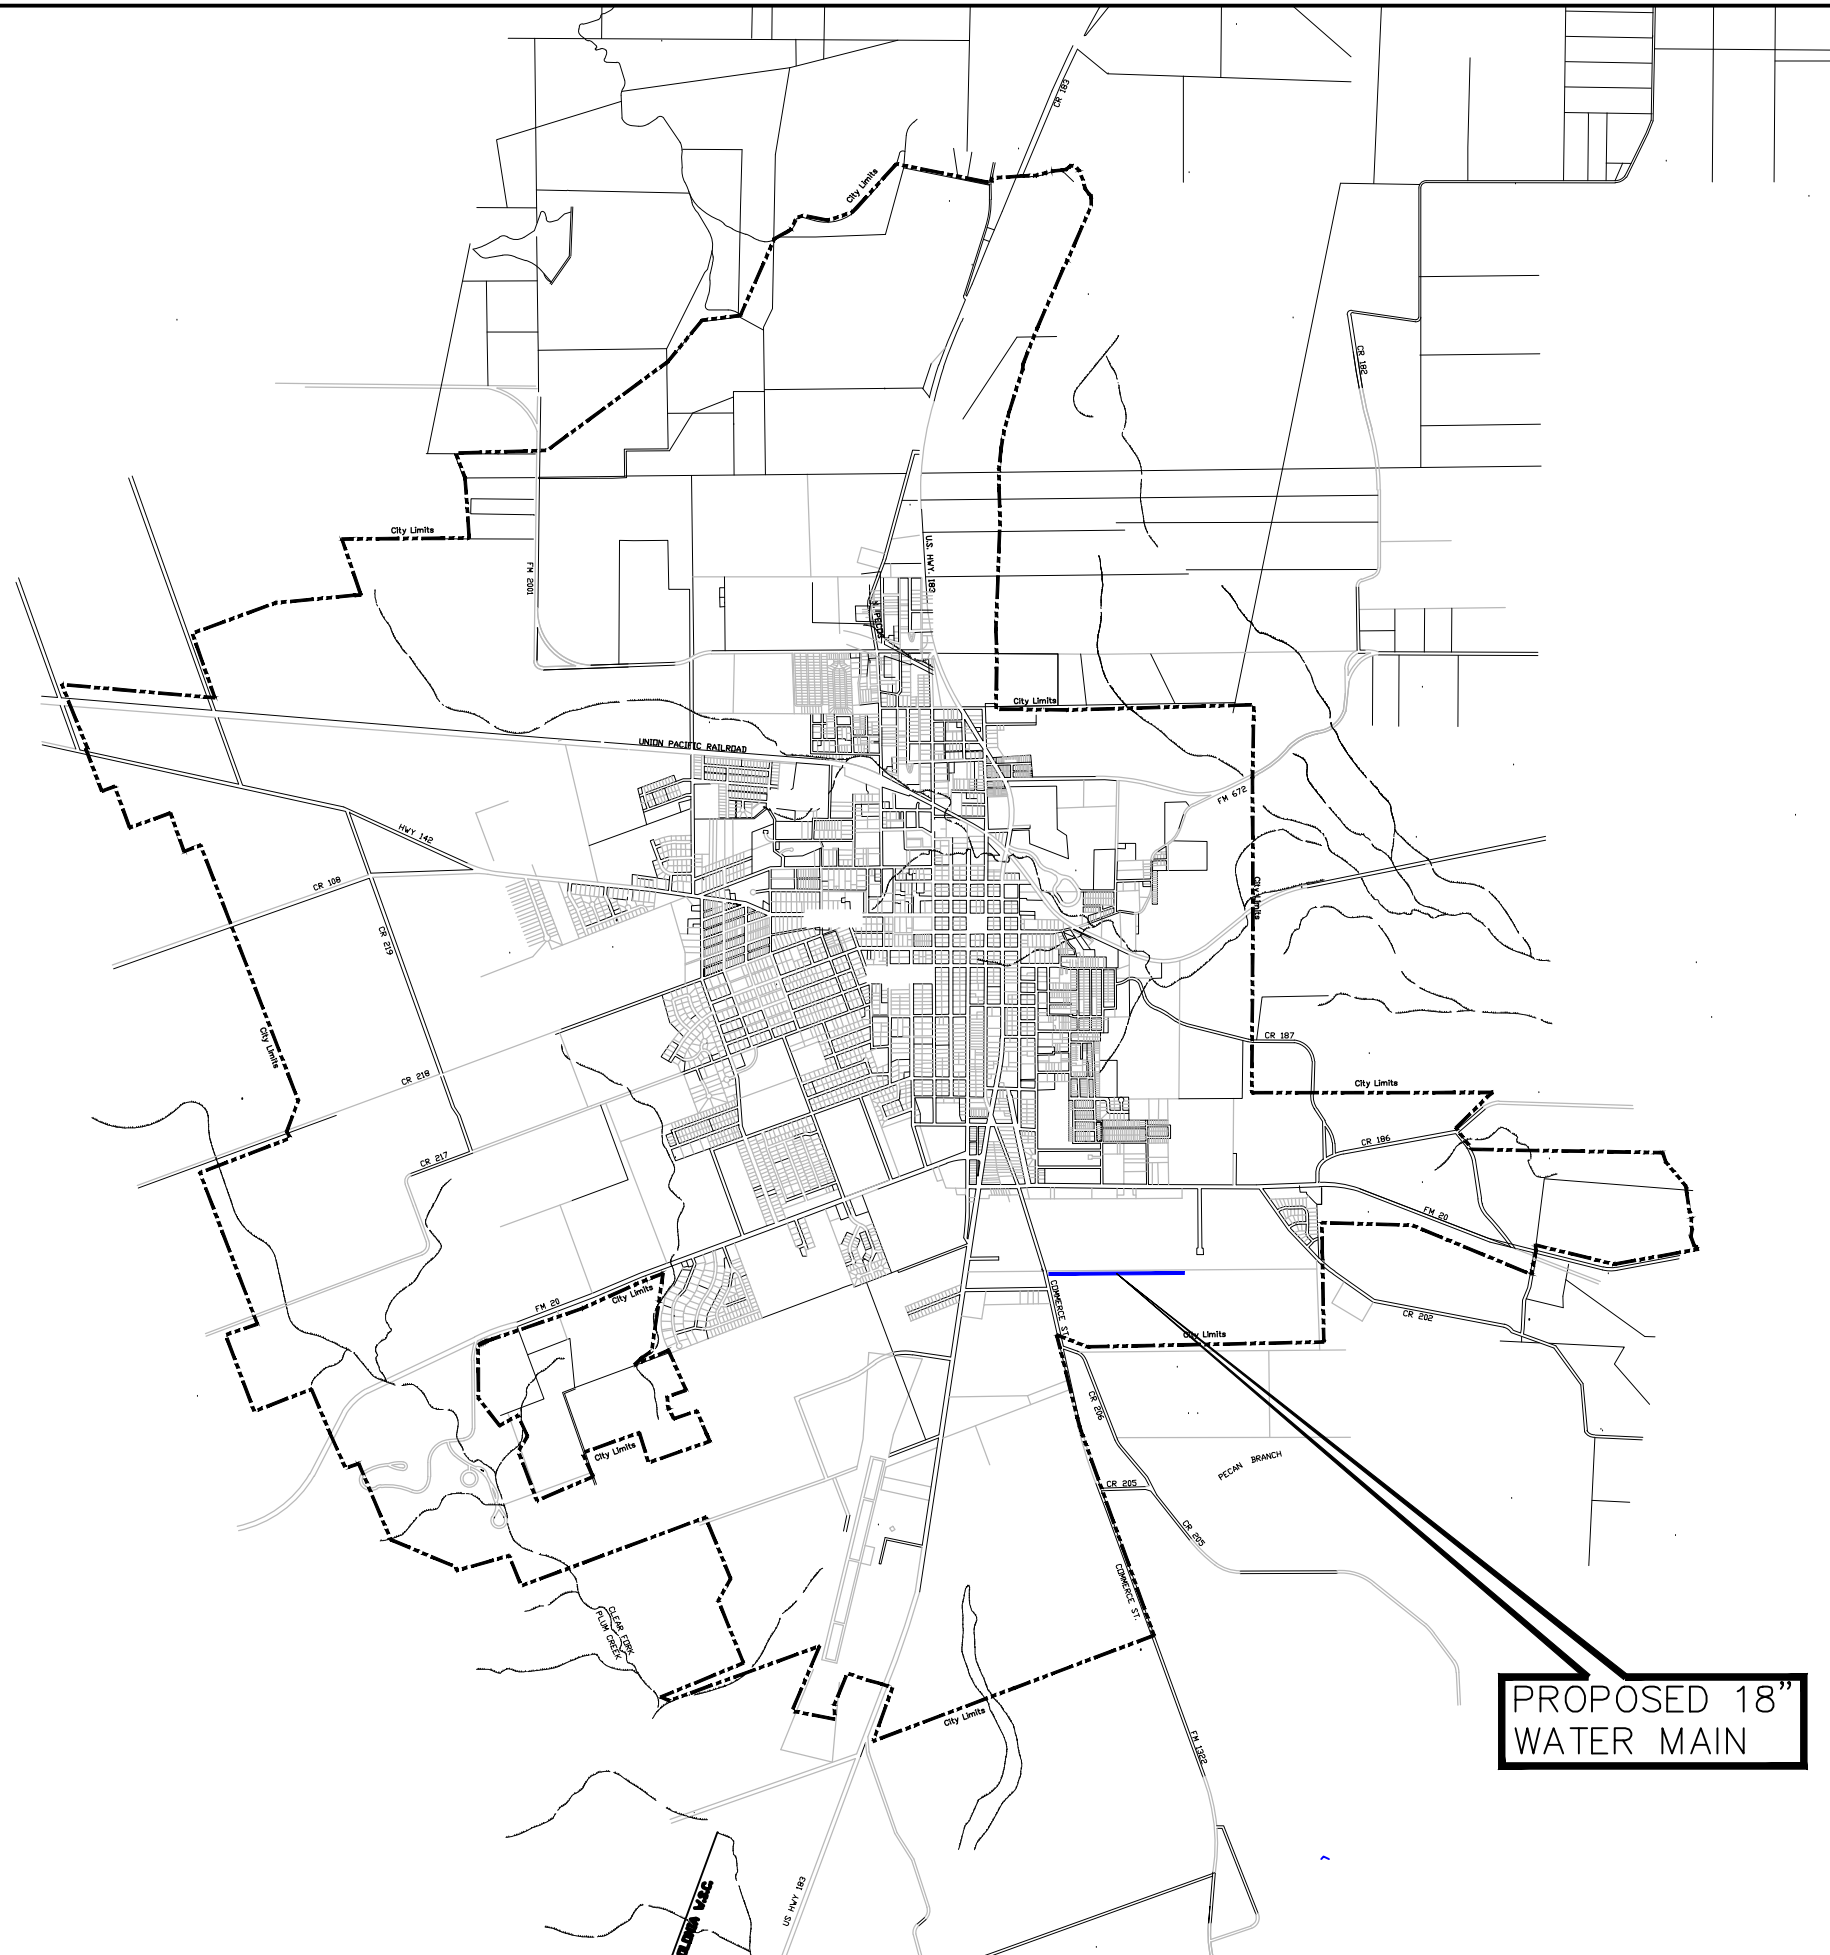 CR 183
City Limits
CR 182
City Limits
FM 2001
U.S. HWY. 183
City Limits
UNION PACIFIC RAILROAD
FM 672
HWY 142
CR 108
City Limits
CR 219
City Limits
CR 187
CR 218
City Limits
CR 186
CR 217
FM 20
City Limits
FM 20
COMMERCE ST.
CR 202
City Limits
CR 206
City Limits
PECAN BRANCH
CR 205
CR 205
COMMERCE ST.
CLEAR FORK
PLUM CREEK
PROPOSED 18”
WATER MAIN
City Limits
FM 1322
US HWY 183